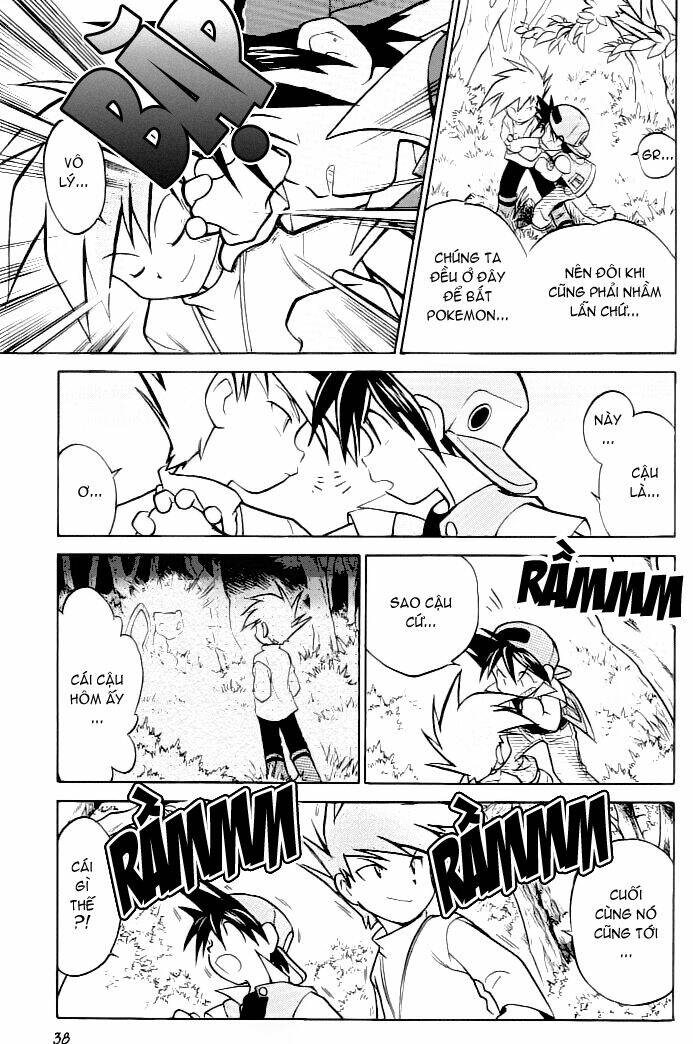 GR...
CHÚNG TA
ĐỀU Ơ ĐÂY
ĐỂ BẮT
POKEMON...
NÊN ĐÔI KHI
CŨNG PHẢI NHẦM
LẪN CHỨ...
BẶP
VÔ
LÝ...
NÀY
...
CẬU
LÀ...
Ơ...
RẦMMM
SAO CẬU
CỨ...
CÁI CẬU
HÔM ẤY
...
CUỐI
CÙNG NÓ
CŨNG TỚI
...
RẦMMM
RẦMMM
CÁI
GÌ
THẾ
?!
38